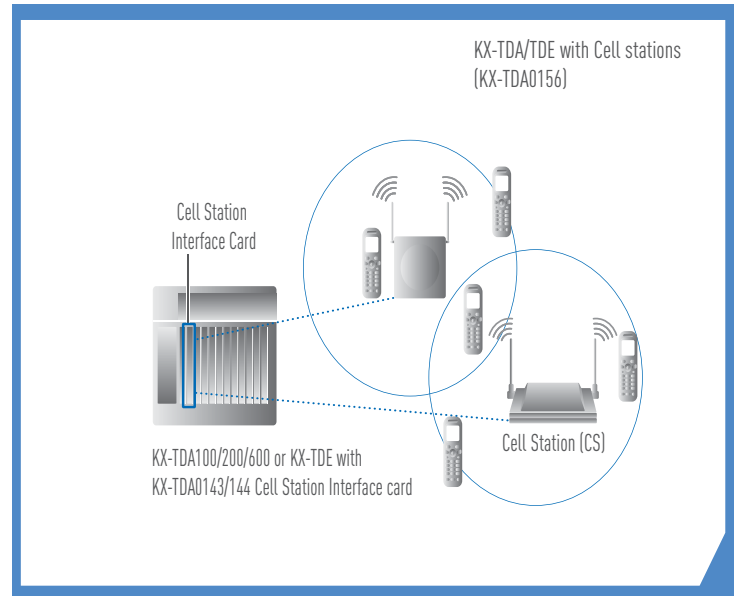 KX-TDA/TDE with Cell stations
(KX-TDA0156)
Cell Station
Interface Card
Cell Station (CS)
KX-TDA100/200/600 or KX-TDE with
KX-TDA0143/144 Cell Station Interface card